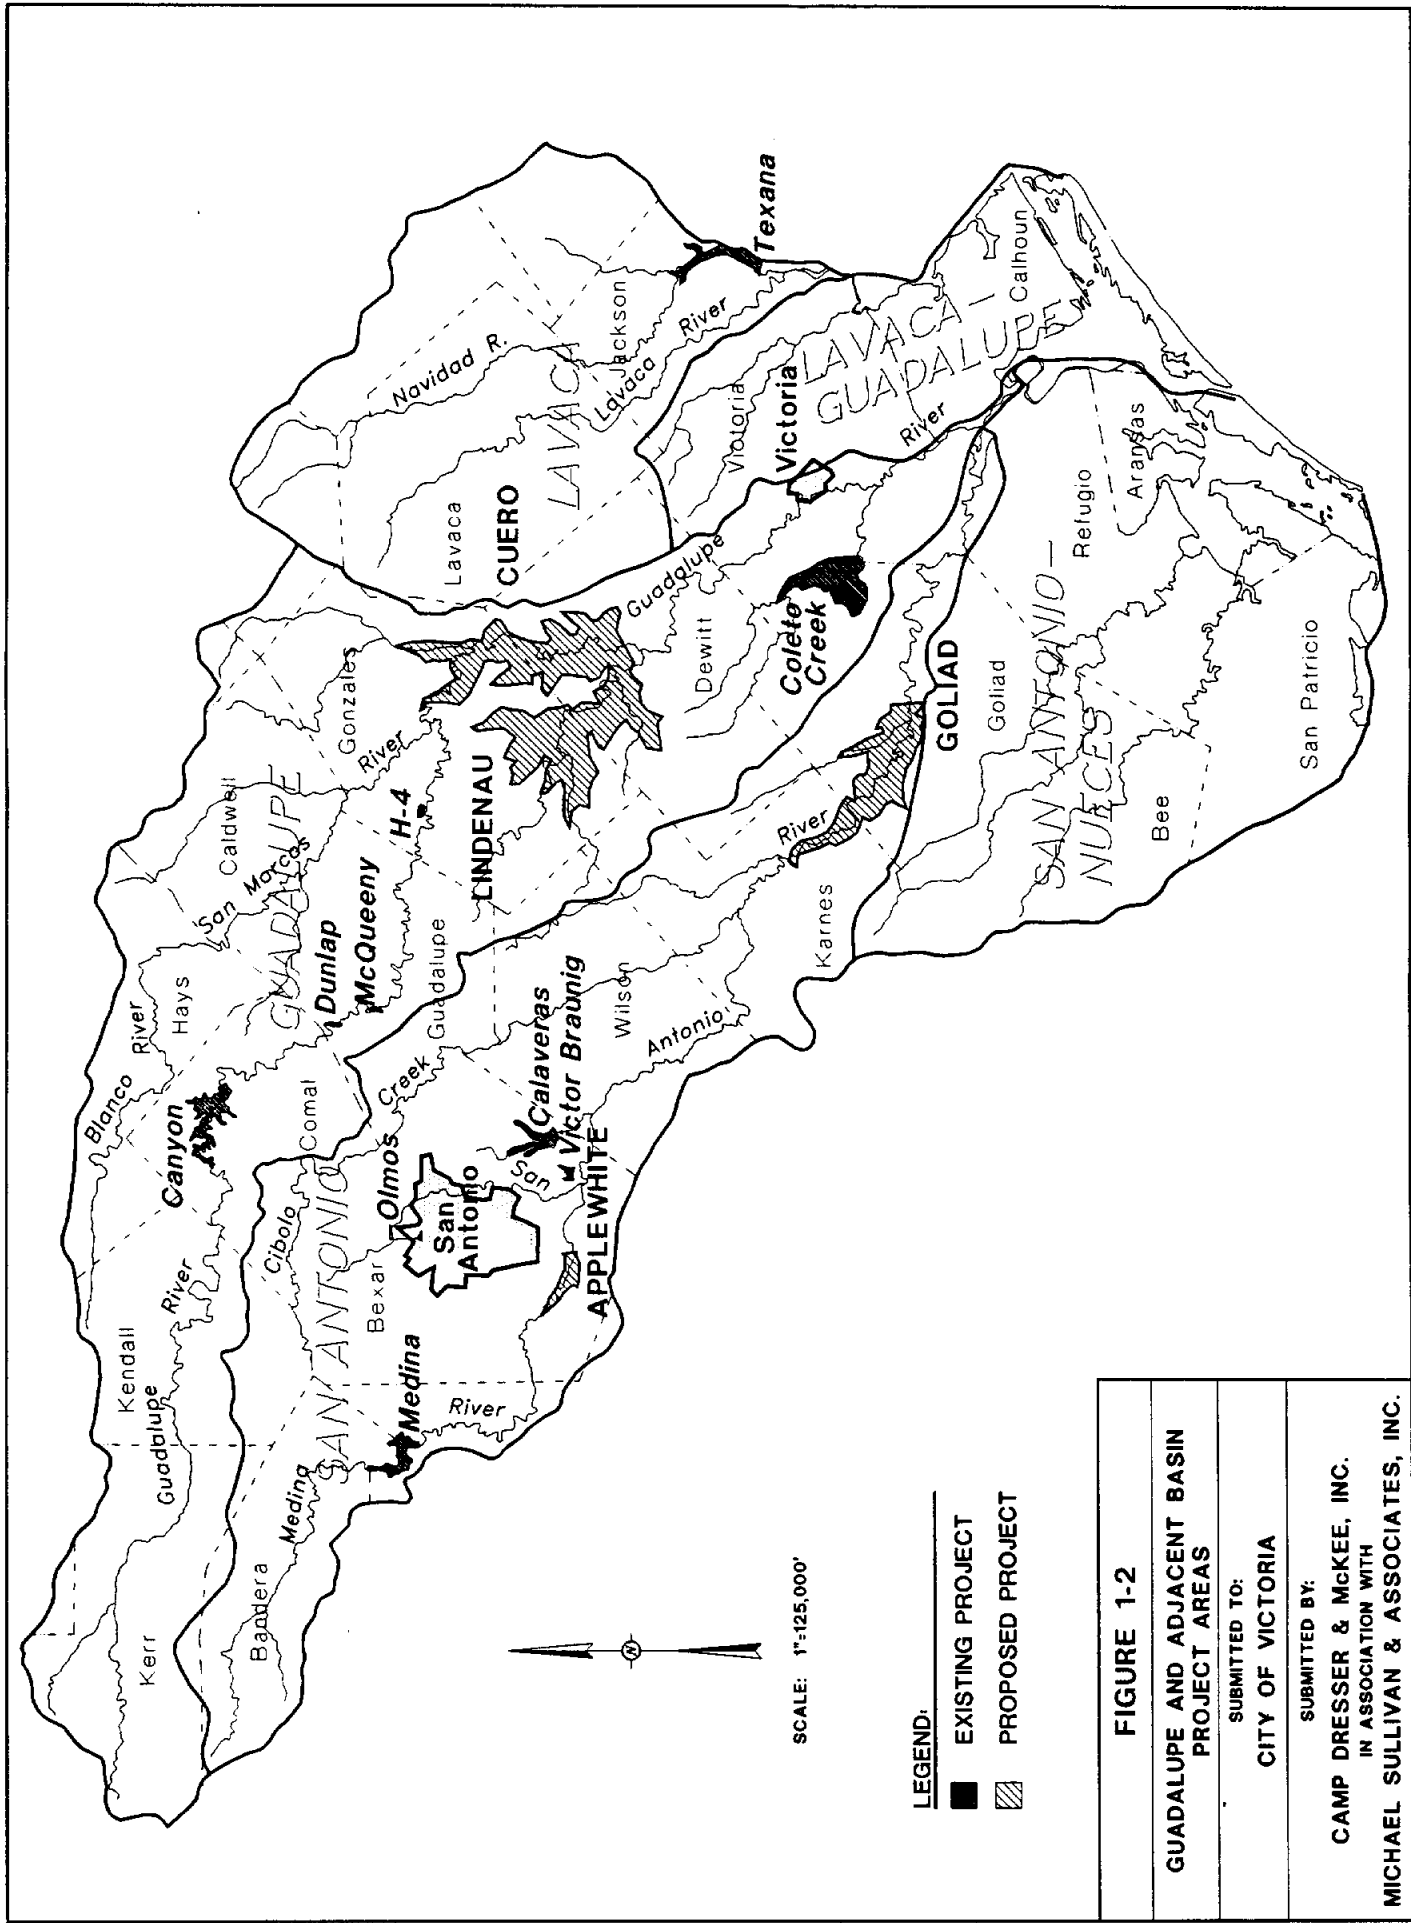 Kerr
Kendall
Guadalupe
River
Blanco
River
Hays
Canyon
Comal
Caldwell
San Marcos
River
GUADALUPE
Gonzales
Dunlap
McQueeny
H-4
Guadalupe
LINDENAU
CUERO
Lavaca
Navidad R.
LAVACA
Jackson
Lavaca
River
Texana
Bandera
Medina
SAN ANTONIO
Cibolo
Creek
Bexar
Olmos
San
Antonio
Medina
River
San
Calaveras
Victor Braunig
APPLEWHITE
Wilson
Antonio
River
Karnes
Guadalupe
Dewitt
Victoria
Victoria
LAVACA -
GUADALUPE
River
Calhoun
Coleto
Creek
GOLIAD
Goliad
SAN ANTONIO -
NUECES
Refugio
Aransas
Bee
San Patricio
N
SCALE: 1"=125,000'
LEGEND:
EXISTING PROJECT
PROPOSED PROJECT
FIGURE 1-2
GUADALUPE AND ADJACENT BASIN
PROJECT AREAS
SUBMITTED TO:
CITY OF VICTORIA
SUBMITTED BY:
CAMP DRESSER & McKEE, INC.
IN ASSOCIATION WITH
MICHAEL SULLIVAN & ASSOCIATES, INC.